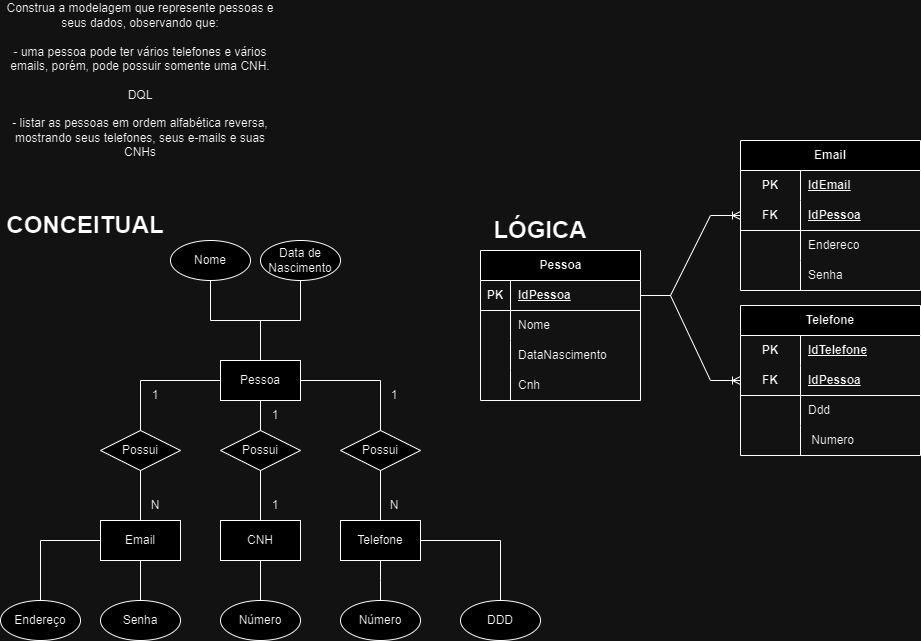 Construa a modelagem que represente pessoas e
seus dados, observando que:
- uma pessoa pode ter vários telefones e vários
emails, porém, pode possuir somente uma CNH.
DQL
- listar as pessoas em ordem alfabética reversa,
mostrando seus telefones, seus e-mails e suas
CNHs
CONCEITUAL
Nome
Data de
Nascimento
Pessoa
1
1
1
Possui
Possui
Possui
N
1
N
Email
CNH
Telefone
Endereço
Senha
Número
Número
DDD
LÓGICA
Pessoa
PK IdPessoa
Nome
DataNascimento
Cnh
Email
PK IdEmail
FK IdPessoa
Endereco
Senha
Telefone
PK IdTelefone
FK IdPessoa
Ddd
Numero